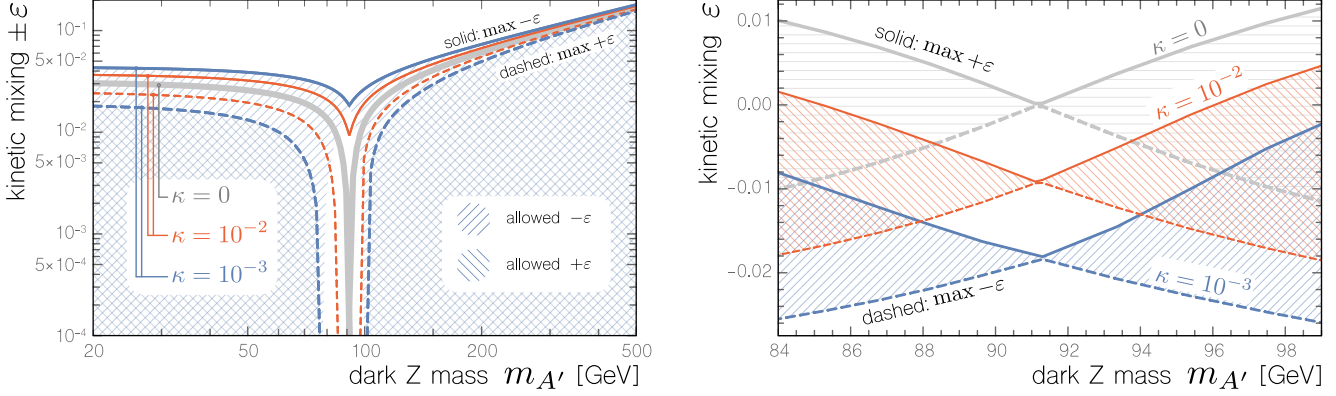 kinetic mixing ±ε
10⁻¹
5×10⁻²
10⁻²
5×10⁻³
10⁻³
5×10⁻⁴
10⁻⁴
solid: max −ε
dashed: max +ε
κ = 0
κ = 10⁻²
κ = 10⁻³
allowed −ε
allowed +ε
20 50 100 200 500
dark Z mass m_A′ [GeV]
kinetic mixing ε
0.01
0.00
−0.01
−0.02
solid: max +ε
κ = 0
κ = 10⁻²
κ = 10⁻³
dashed: max −ε
84 86 88 90 92 94 96 98
dark Z mass m_A′ [GeV]